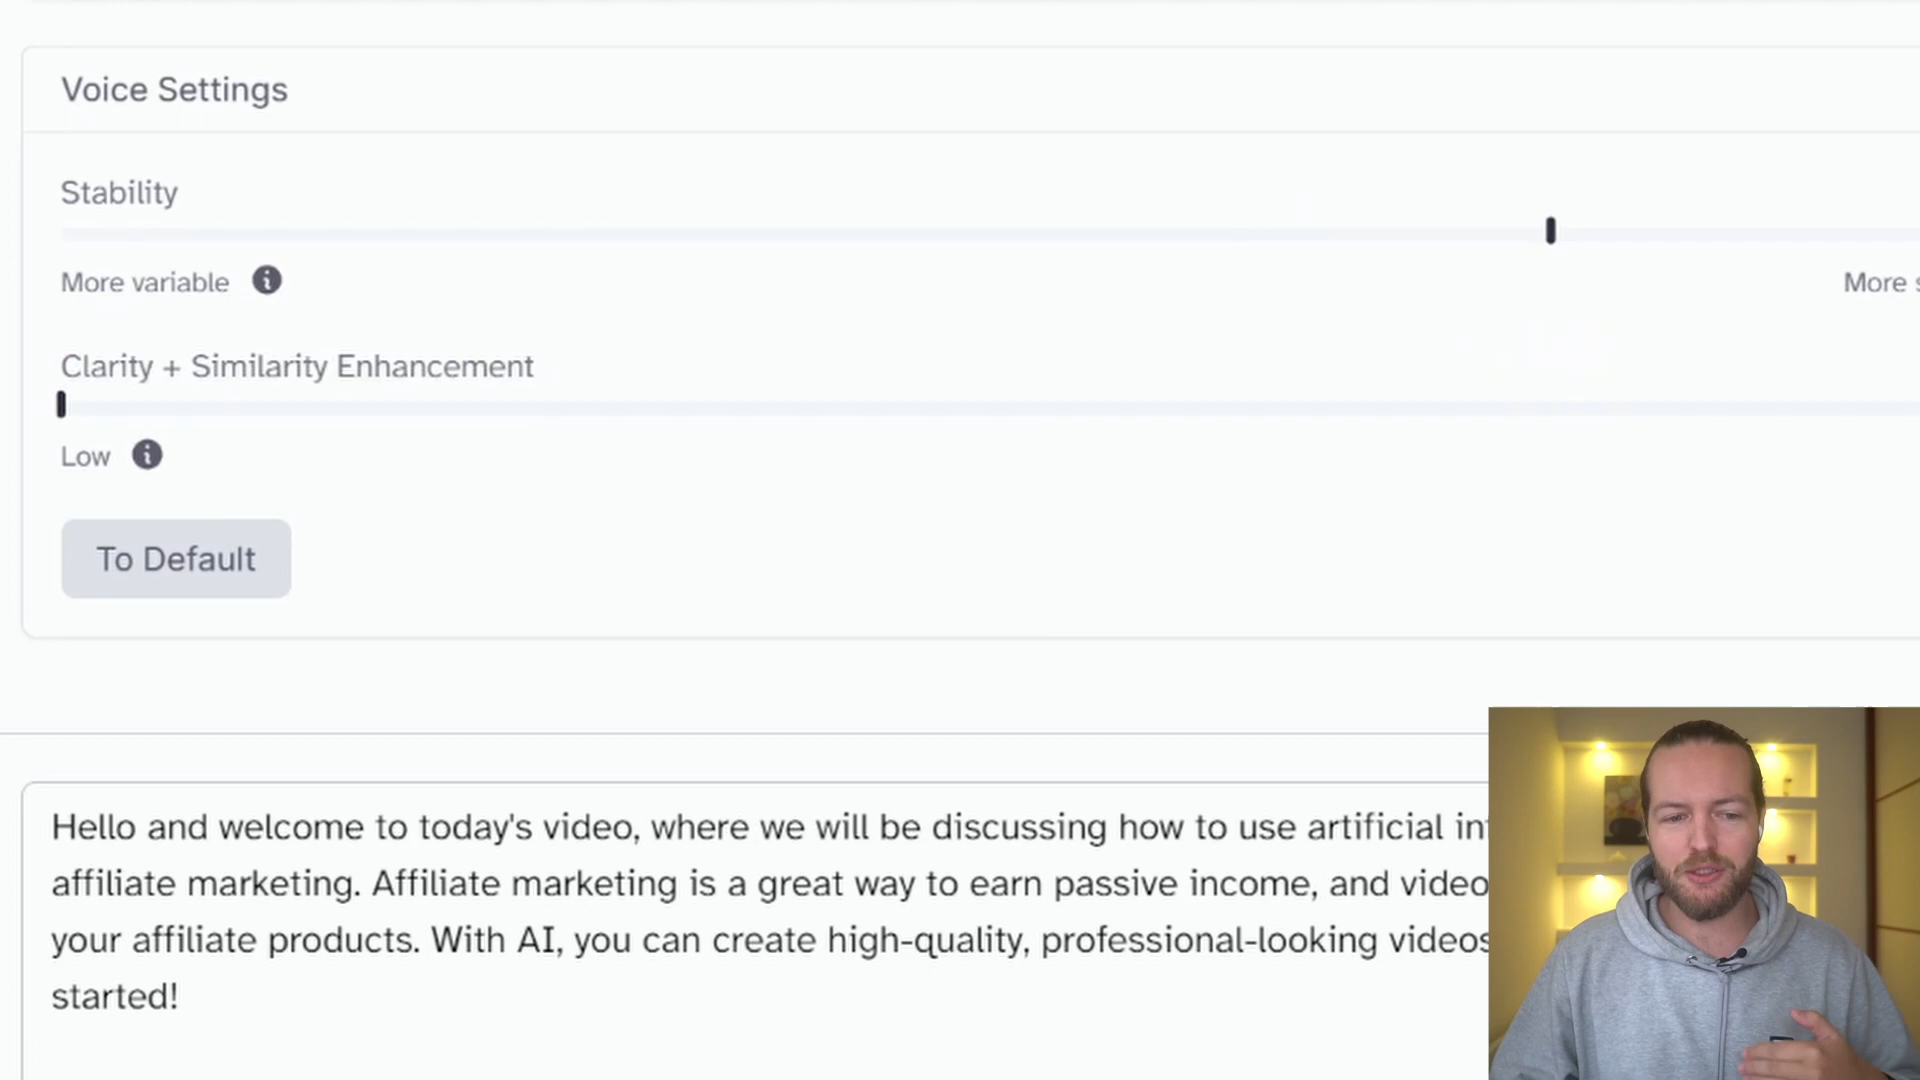 Voice Settings
Stability
More variable
More
Clarity + Similarity Enhancement
Low
To Default
Hello and welcome to today's video, where we will be discussing how to use artificial
affiliate marketing. Affiliate marketing is a great way to earn passive income, and video
your affiliate products. With AI, you can create high-quality, professional-looking videos
started!